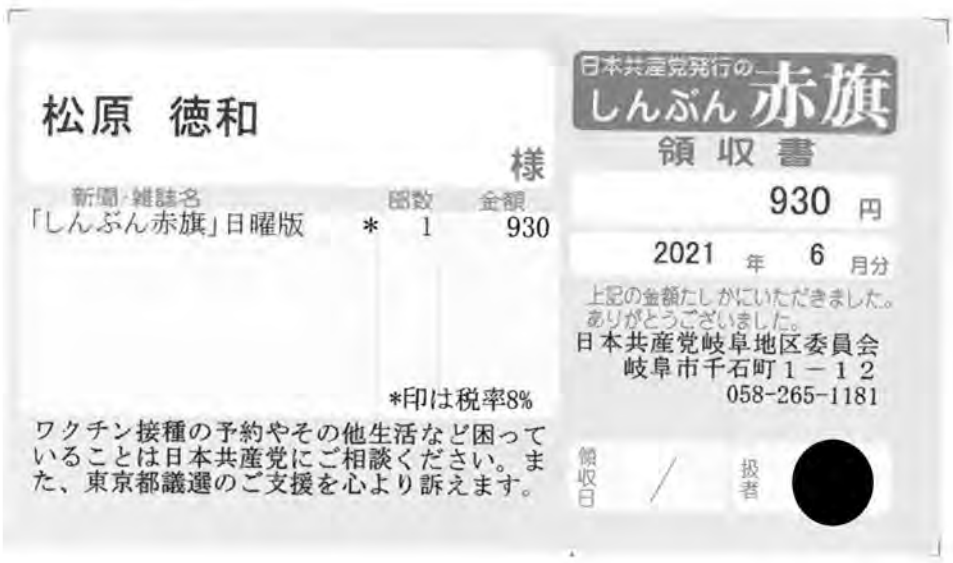 松原 徳和
様
新聞・雑誌名 部数 金額
「しんぶん赤旗」日曜版 * 1 930
*印は税率8%
ワクチン接種の予約やその他生活など困って
いることは日本共産党にご相談ください。ま
た、東京都議選のご支援を心より訴えます。
日本共産党発行の
しんぶん 赤旗
領収書
930 円
2021 年 6 月分
上記の金額たしかにいただきました。
ありがとうございました。
日本共産党岐阜地区委員会
岐阜市千石町1-12
058-265-1181
領収日 / 扱者